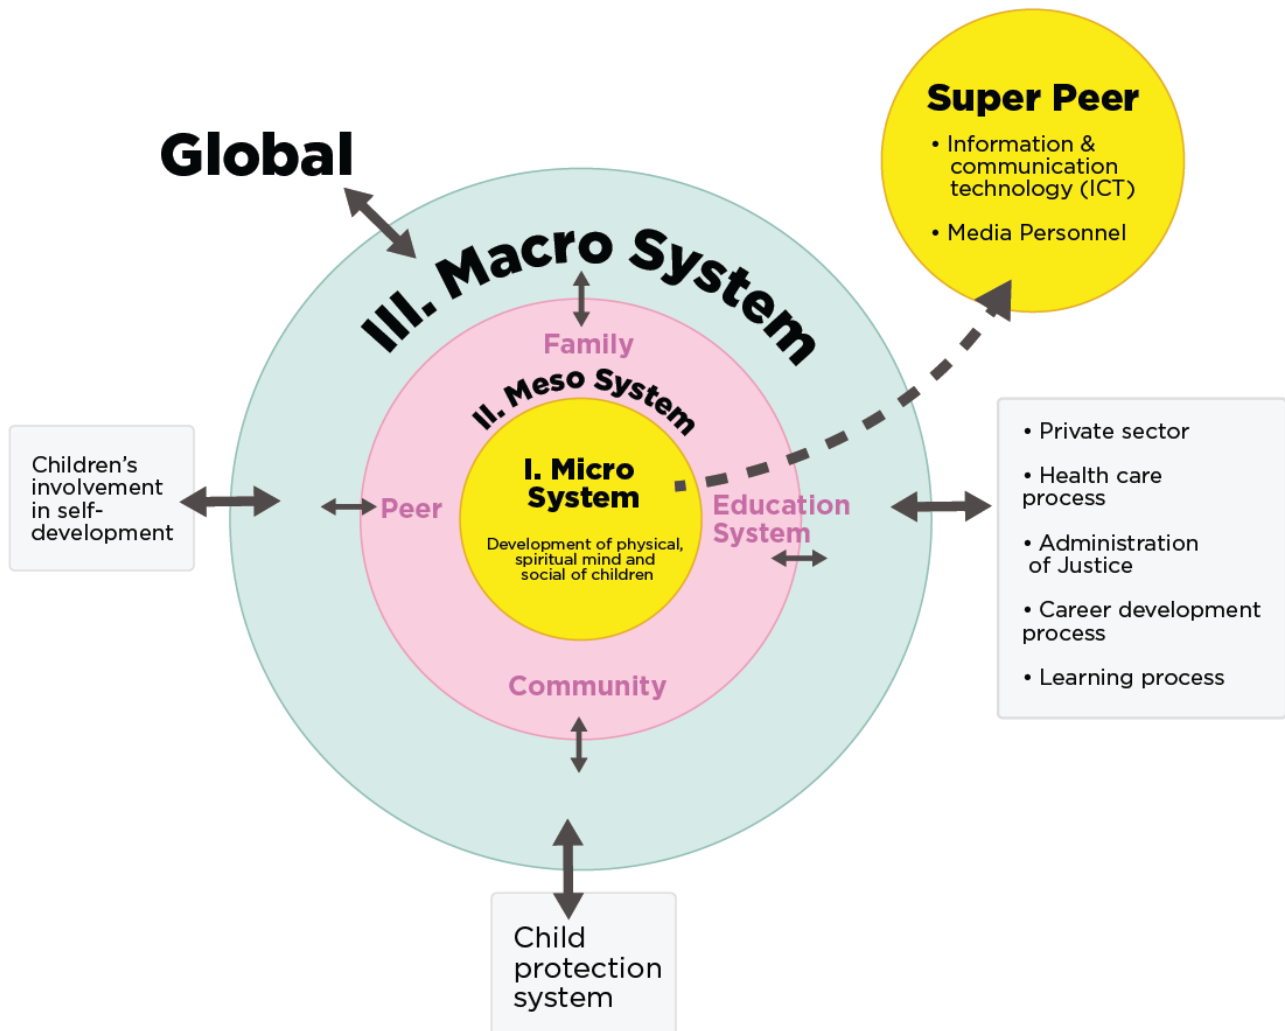 Global
Super Peer
• Information &
communication
technology (ICT)
• Media Personnel
III. Macro System
Family
II. Meso System
I. Micro
System
Development of physical,
spiritual mind and
social of children
Peer
Education
System
Community
Children's
involvement
in self-
development
• Private sector
• Health care
process
• Administration
of Justice
• Career development
process
• Learning process
Child
protection
system